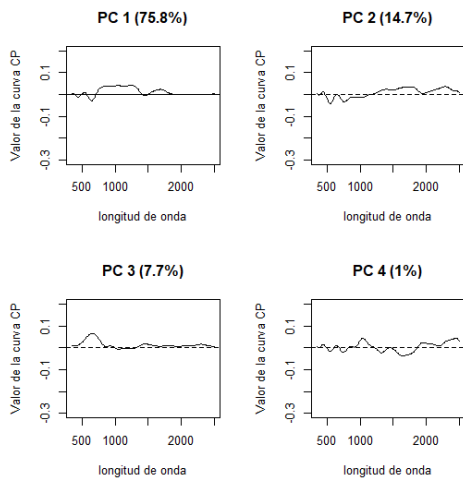 PC 1 (75.8%)
Valor de la curva CP
0.1
-0.1
-0.3
500 1000 2000
longitud de onda
PC 2 (14.7%)
Valor de la curva CP
0.1
-0.1
-0.3
500 1000 2000
longitud de onda
PC 3 (7.7%)
Valor de la curva CP
0.1
-0.1
-0.3
500 1000 2000
longitud de onda
PC 4 (1%)
Valor de la curva CP
0.1
-0.1
-0.3
500 1000 2000
longitud de onda